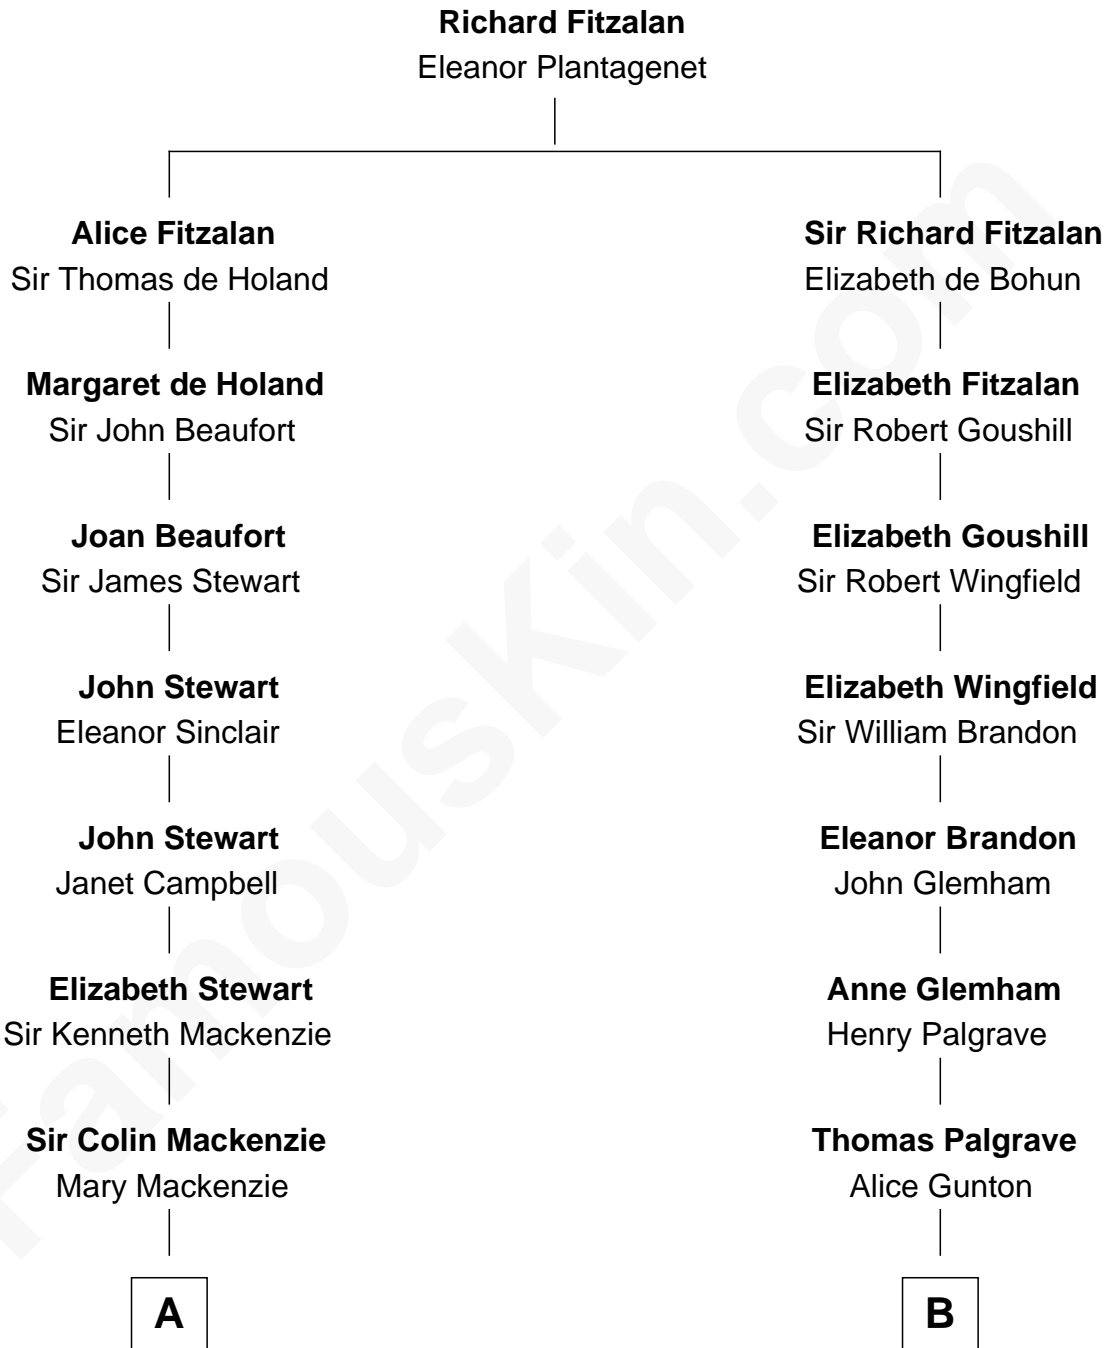 Richard Fitzalan
Eleanor Plantagenet
Alice Fitzalan
Sir Thomas de Holand
Margaret de Holand
Sir John Beaufort
Joan Beaufort
Sir James Stewart
John Stewart
Eleanor Sinclair
John Stewart
Janet Campbell
Elizabeth Stewart
Sir Kenneth Mackenzie
Sir Colin Mackenzie
Mary Mackenzie
A
Sir Richard Fitzalan
Elizabeth de Bohun
Elizabeth Fitzalan
Sir Robert Goushill
Elizabeth Goushill
Sir Robert Wingfield
Elizabeth Wingfield
Sir William Brandon
Eleanor Brandon
John Glemham
Anne Glemham
Henry Palgrave
Thomas Palgrave
Alice Gunton
B
FamousKin.com